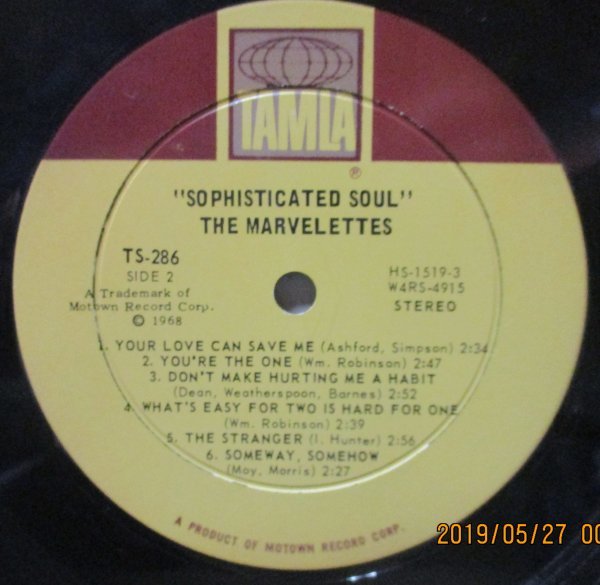 TAMLA
®
"SOPHISTICATED SOUL"
THE MARVELETTES
TS-286
SIDE 2
A Trademark of
Motown Record Corp.
© 1968
HS-1519-3
W4RS-4915
STEREO
1. YOUR LOVE CAN SAVE ME (Ashford, Simpson) 2:34
2. YOU'RE THE ONE (Wm. Robinson) 2:47
3. DON'T MAKE HURTING ME A HABIT
(Dean, Weatherspoon, Barnes) 2:52
4. WHAT'S EASY FOR TWO IS HARD FOR ONE
(Wm. Robinson) 2:39
5. THE STRANGER (I. Hunter) 2:56
6. SOMEWAY, SOMEHOW
(Moy, Morris) 2:27
A PRODUCT OF MOTOWN RECORD CORP.
2019/05/27